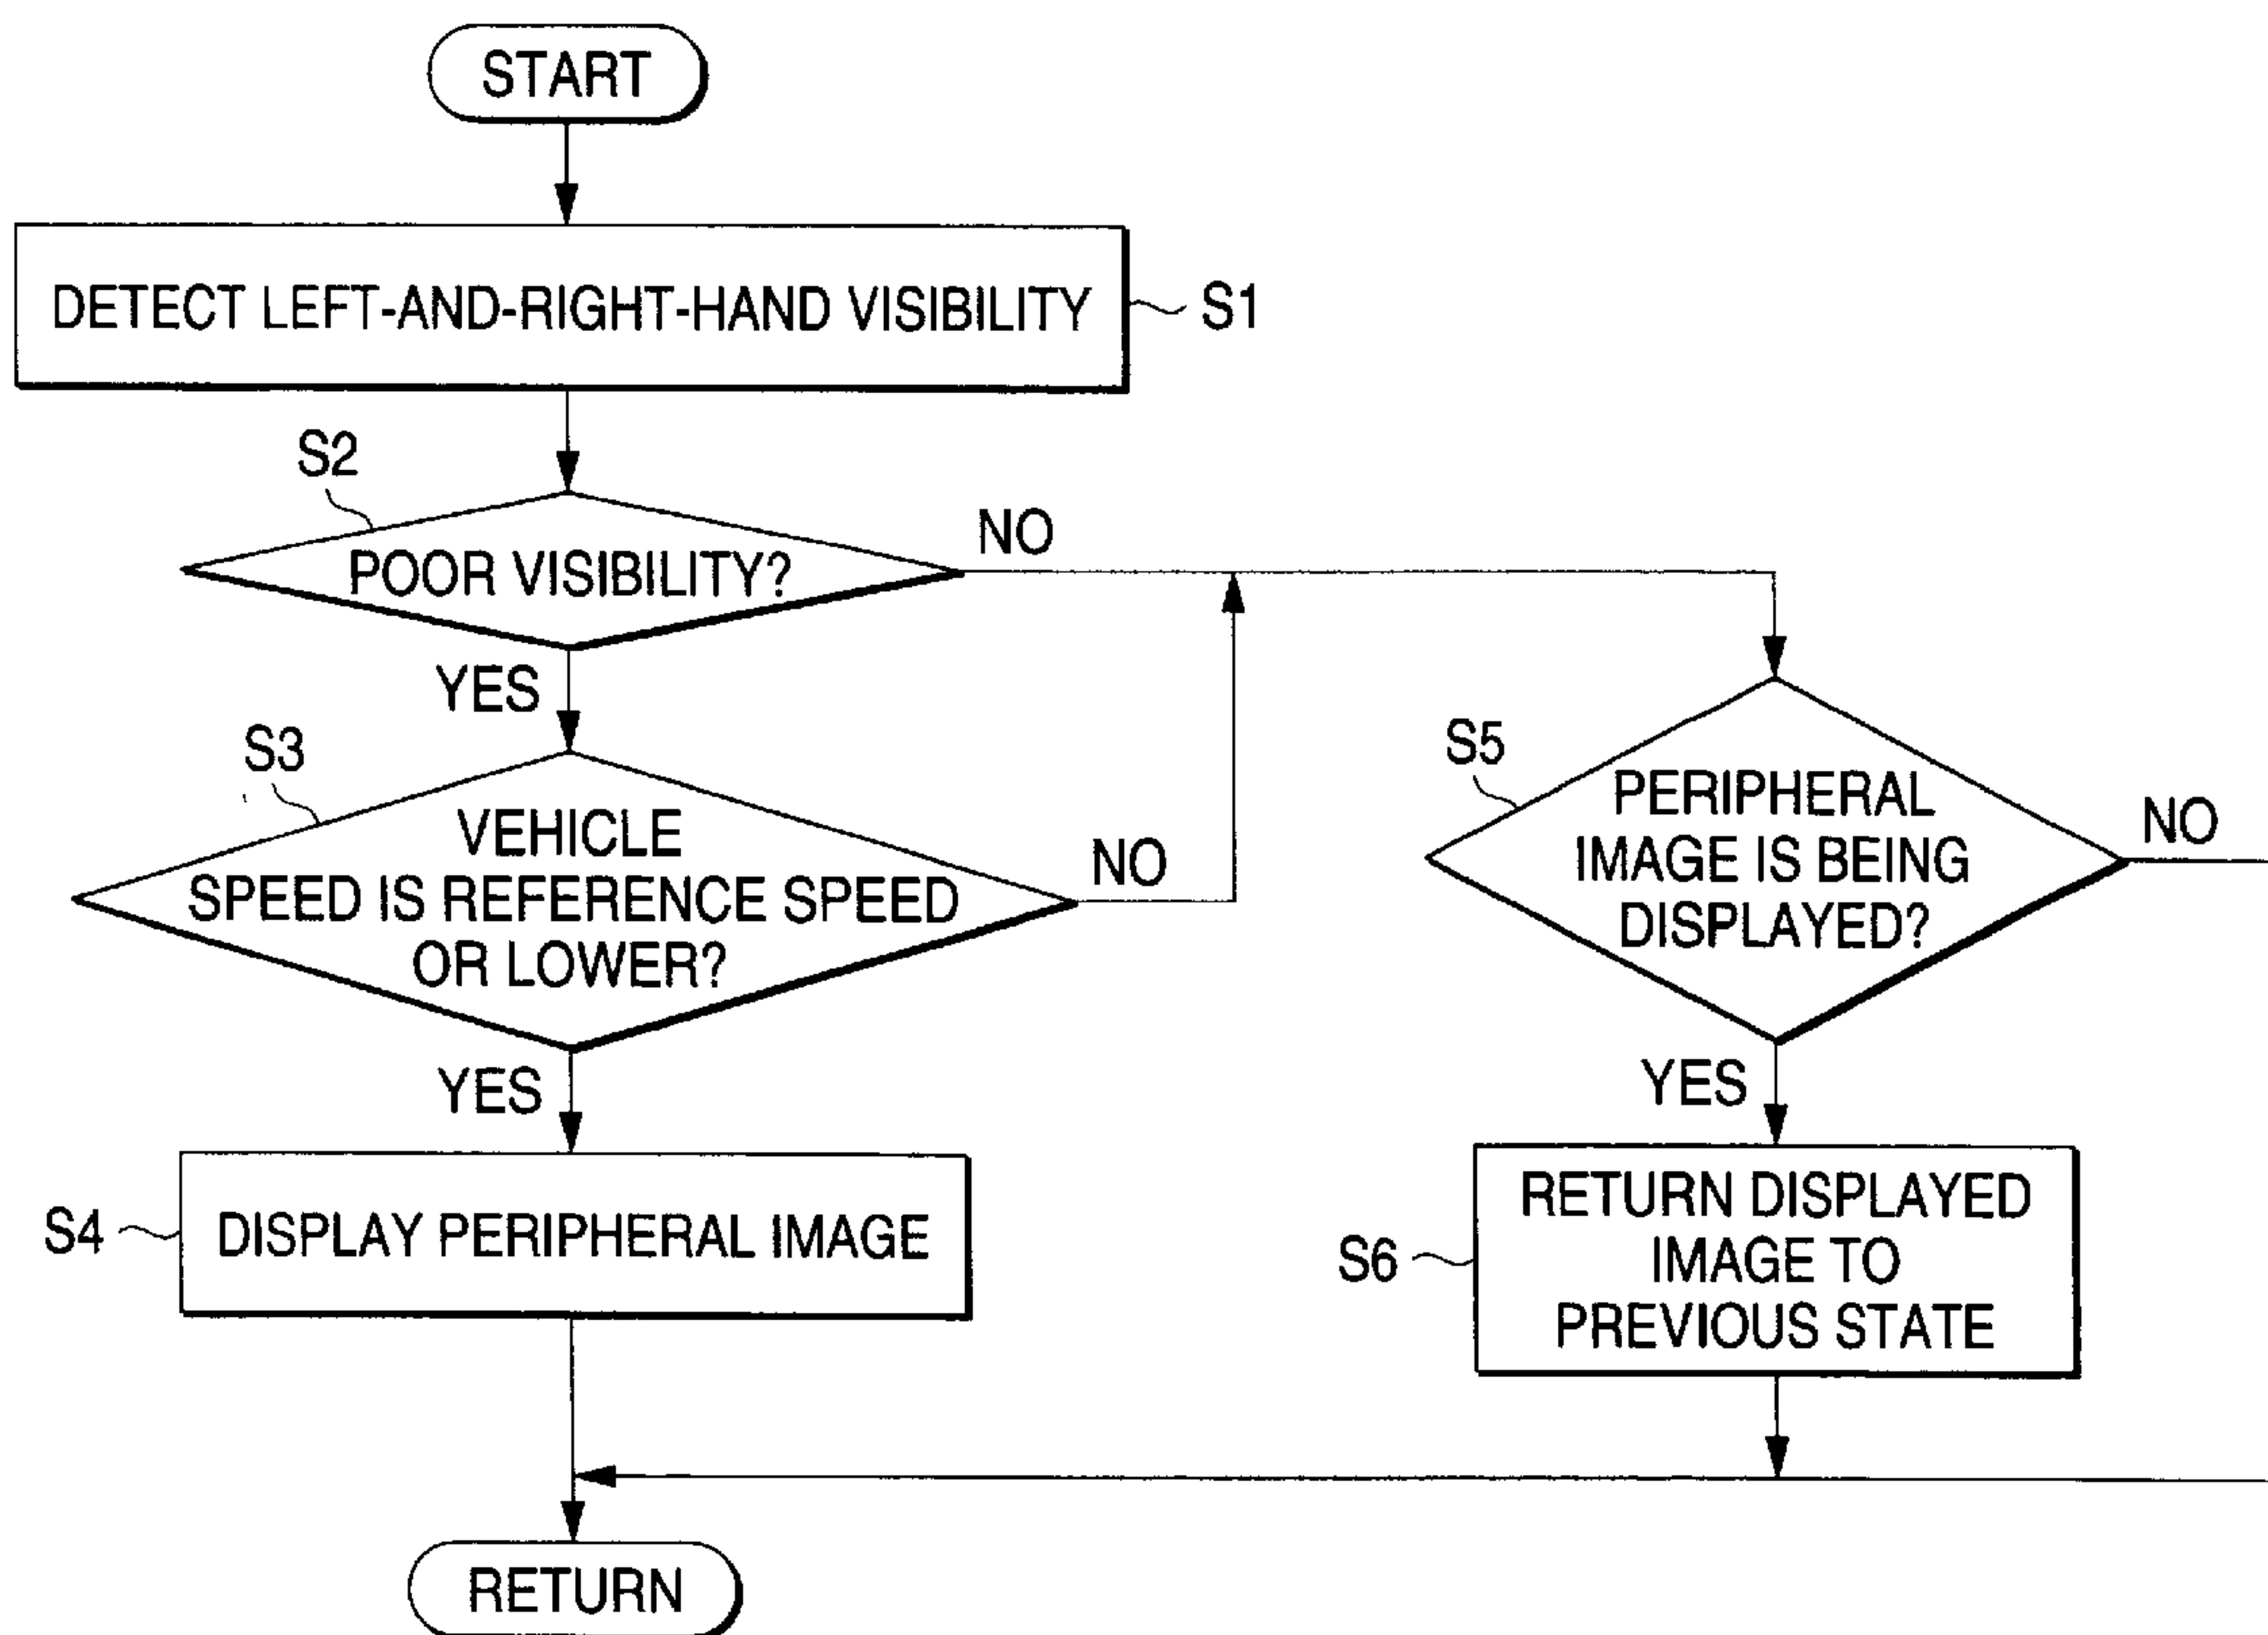 START
DETECT LEFT-AND-RIGHT-HAND VISIBILITY
S1
S2
POOR VISIBILITY?
NO
YES
S3
VEHICLE
SPEED IS REFERENCE SPEED
OR LOWER?
NO
YES
S4
DISPLAY PERIPHERAL IMAGE
S5
PERIPHERAL
IMAGE IS BEING
DISPLAYED?
NO
YES
S6
RETURN DISPLAYED
IMAGE TO
PREVIOUS STATE
RETURN